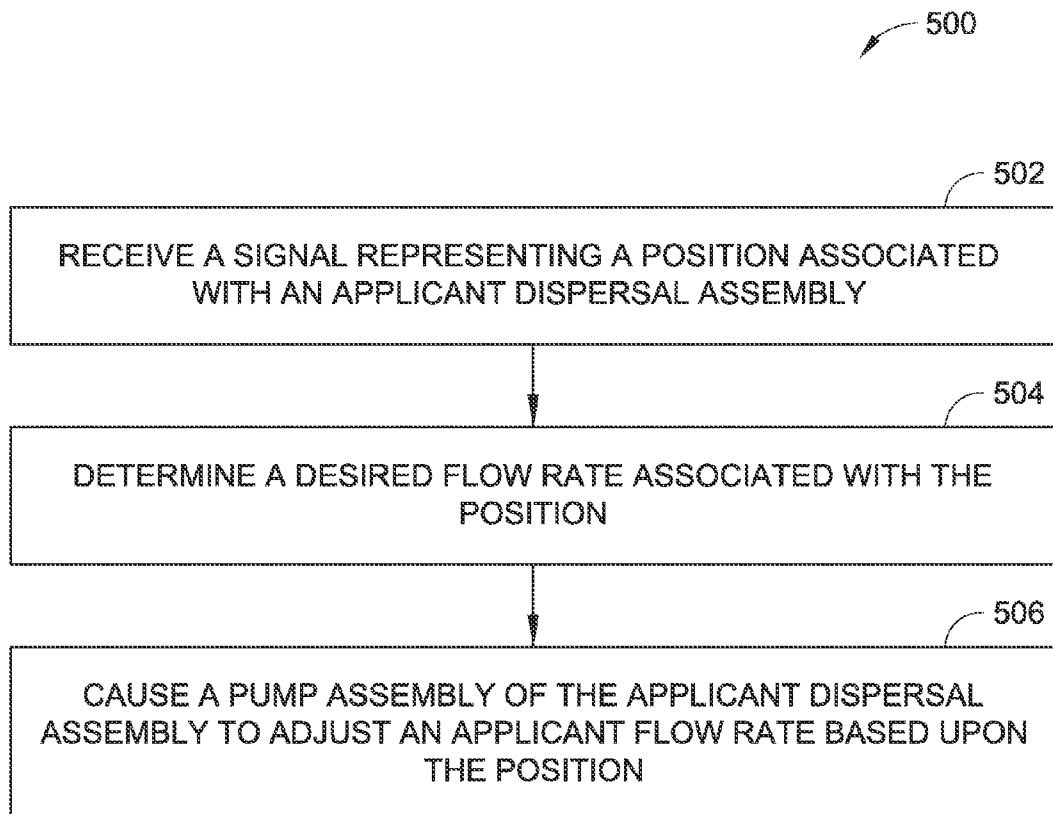 500
502
RECEIVE A SIGNAL REPRESENTING A POSITION ASSOCIATED
WITH AN APPLICANT DISPERSAL ASSEMBLY
504
DETERMINE A DESIRED FLOW RATE ASSOCIATED WITH THE
POSITION
506
CAUSE A PUMP ASSEMBLY OF THE APPLICANT DISPERSAL
ASSEMBLY TO ADJUST AN APPLICANT FLOW RATE BASED UPON
THE POSITION